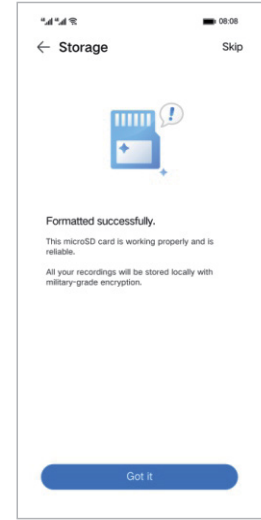 08:08
← Storage Skip
Formatted successfully.
This microSD card is working properly and is
reliable.
All your recordings will be stored locally with
military-grade encryption.
Got it